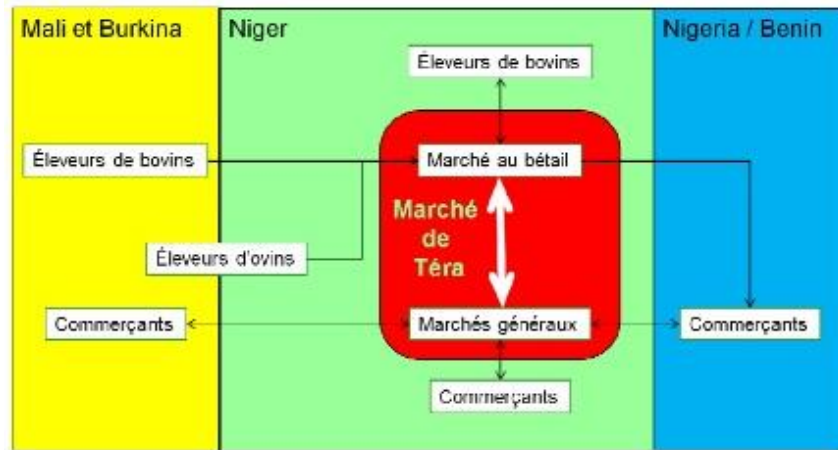 Mali et Burkina
Niger
Nigeria / Benin
Éleveurs de bovins
Éleveurs de bovins
Marché au bétail
Marché
de
Téra
Éleveurs d'ovins
Commerçants
Marchés généraux
Commerçants
Commerçants